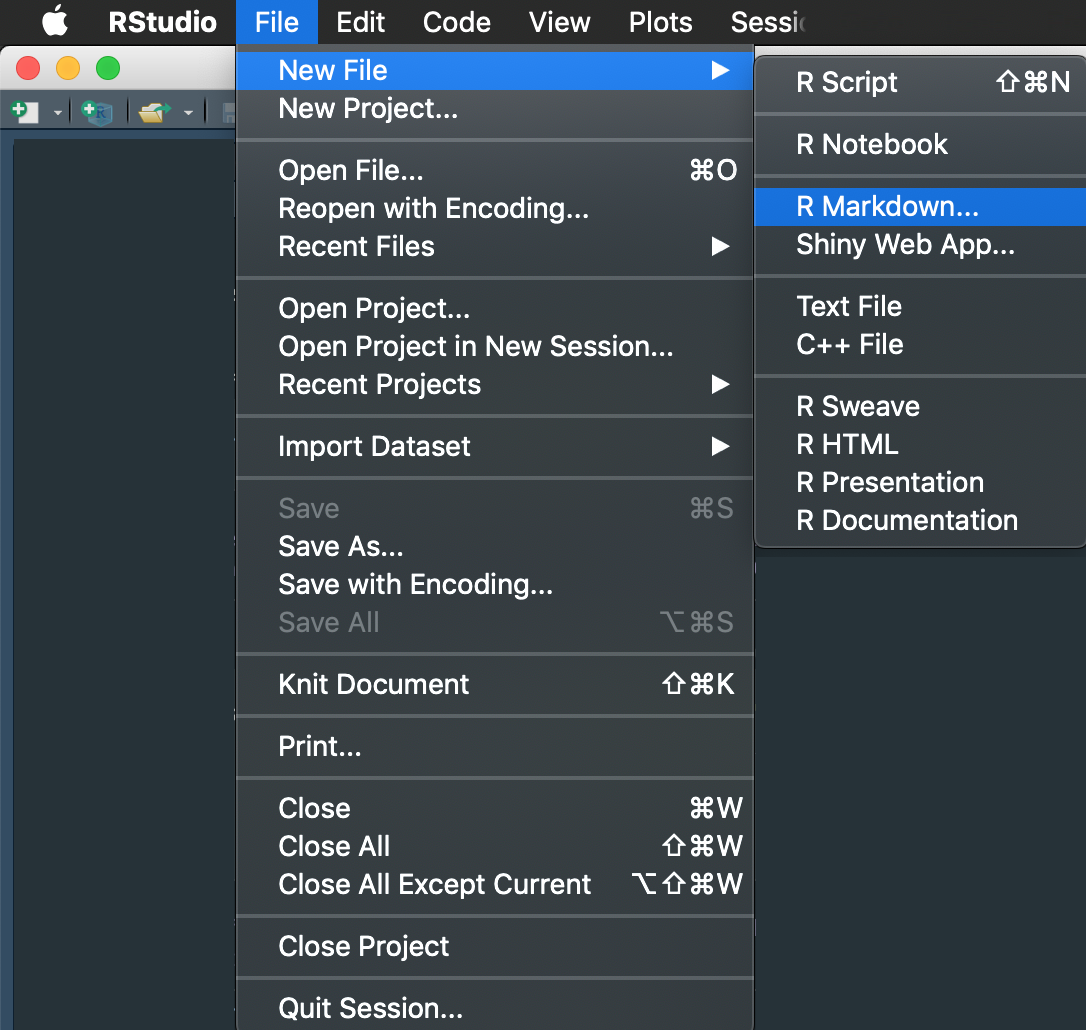 RStudio File Edit Code View Plots
New File
New Project...
Open File... ⌘O
Reopen with Encoding...
Recent Files
Open Project...
Open Project in New Session...
Recent Projects
Import Dataset
Save ⌘S
Save As...
Save with Encoding...
Save All ⌥⌘S
Knit Document ⇧⌘K
Print...
Close ⌘W
Close All ⇧⌘W
Close All Except Current ⌥⇧⌘W
Close Project
Quit Session...
R Script ⇧⌘N
R Notebook
R Markdown...
Shiny Web App...
Text File
C++ File
R Sweave
R HTML
R Presentation
R Documentation